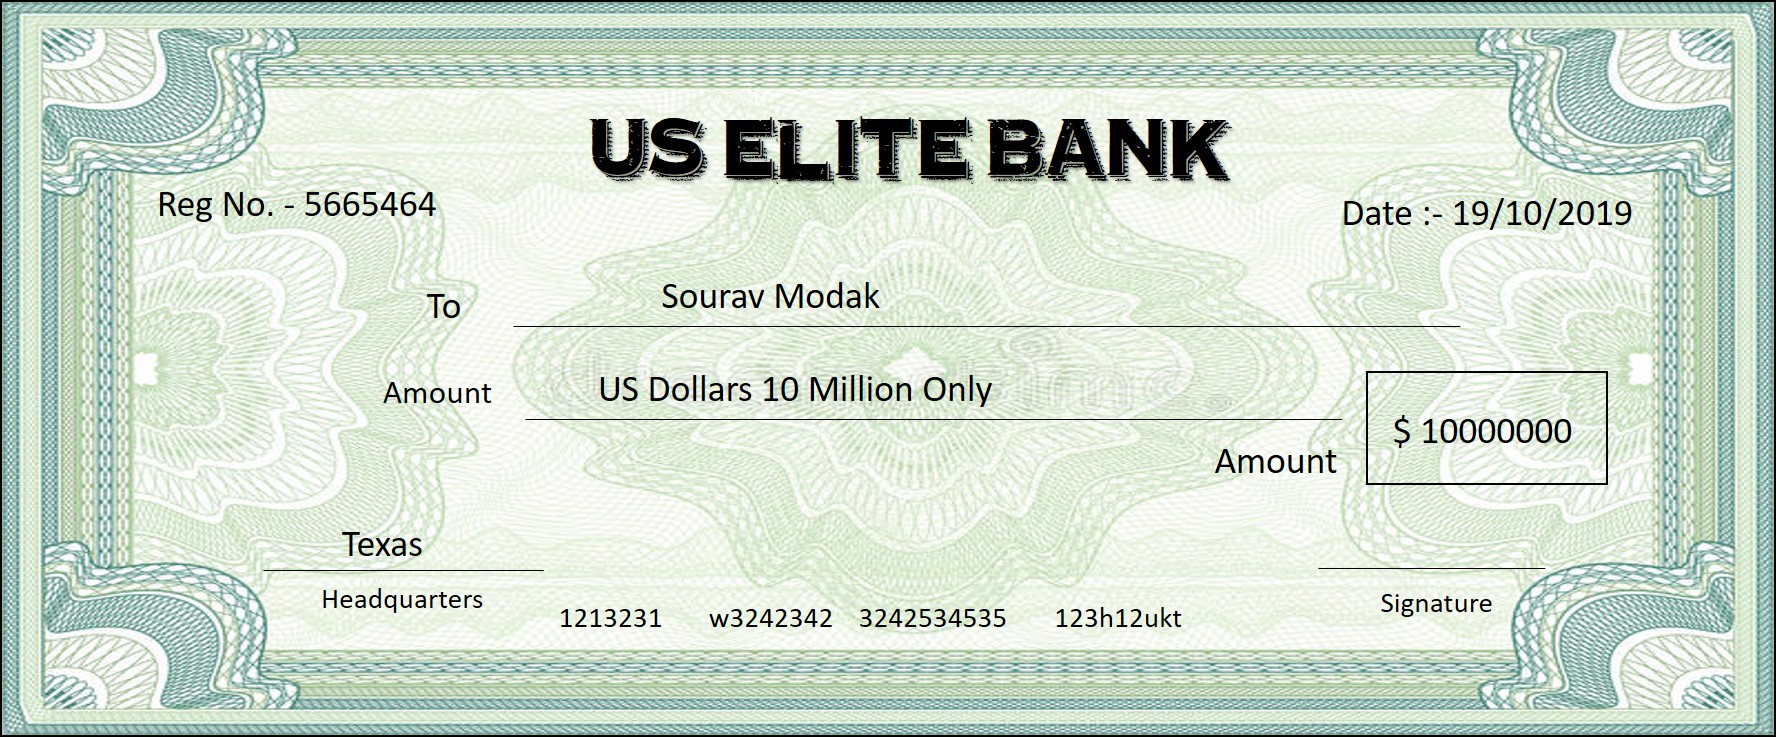 US ELITE BANK
Reg No. - 5665464
Date :- 19/10/2019
To Sourav Modak
Amount US Dollars 10 Million Only
$ 10000000
Amount
Texas
Headquarters
Signature
1213231 w3242342 3242534535 123h12ukt